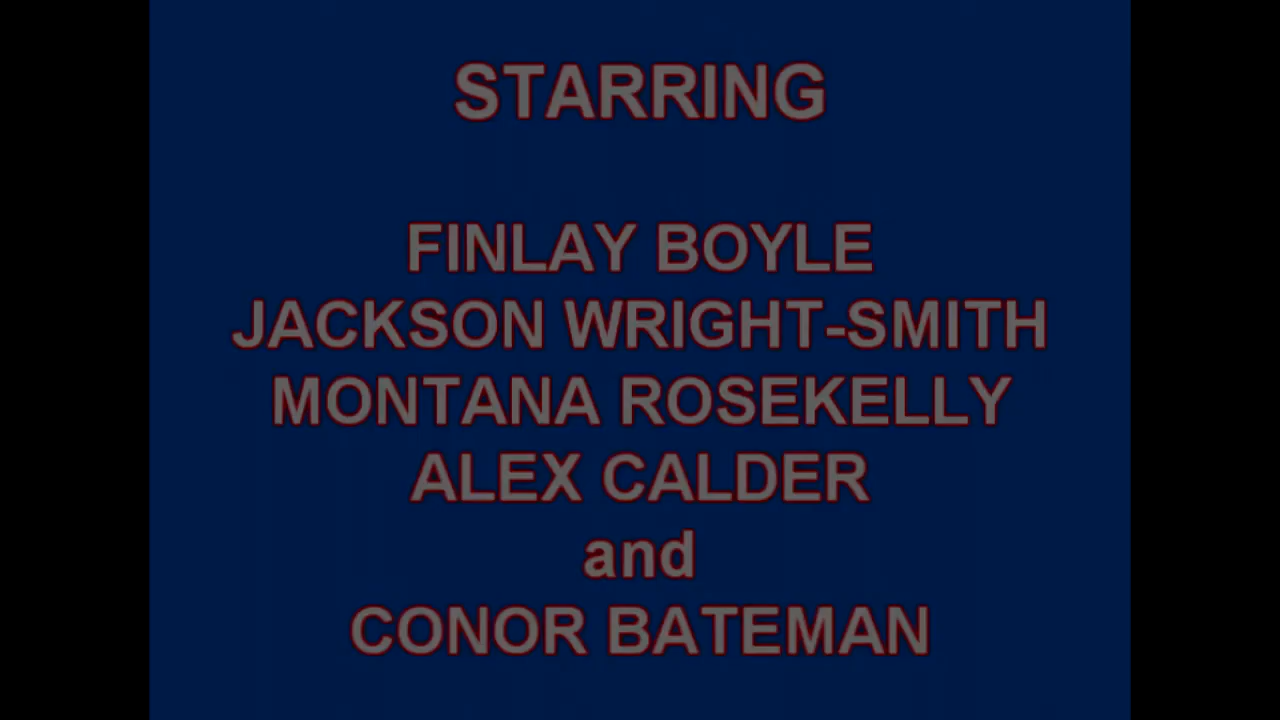 STARRING
FINLAY BOYLE
JACKSON WRIGHT-SMITH
MONTANA ROSEKELLY
ALEX CALDER
and
CONOR BATEMAN